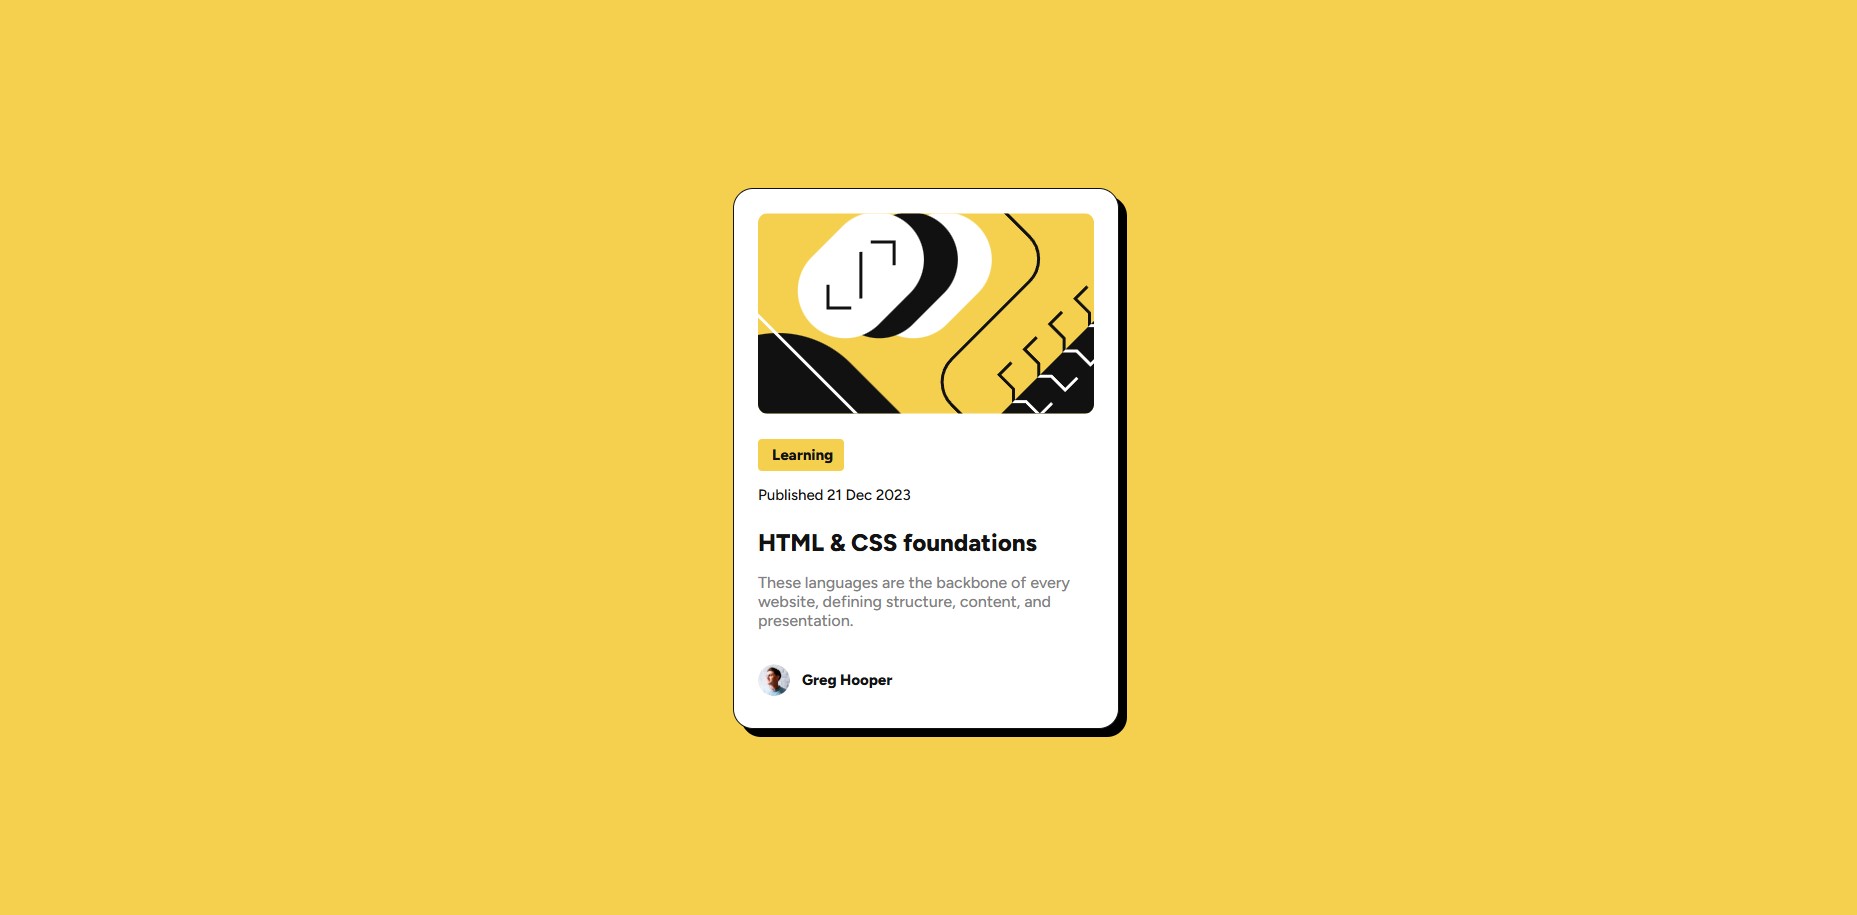 Learning
Published 21 Dec 2023
HTML & CSS foundations
These languages are the backbone of every
website, defining structure, content, and
presentation.
Greg Hooper